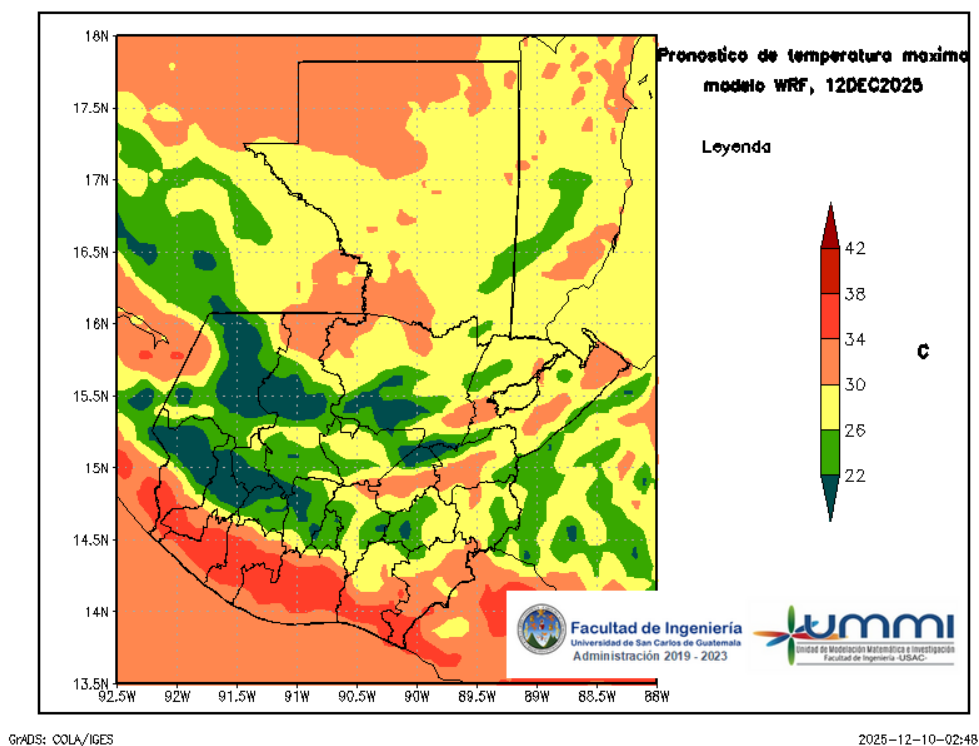 Pronostico de temperatura maxima
modelo WRF, 12DEC2025
Leyenda
42
38
34
30
26
22
C
18N
17.5N
17N
16.5N
16N
15.5N
15N
14.5N
14N
13.5N
92.5W 92W 91.5W 91W 90.5W 90W 89.5W 89W 88.5W 88W
Facultad de Ingeniería
Universidad de San Carlos de Guatemala
Administración 2019 - 2023
ummi
Unidad de Modelación Matemática e Investigación
Facultad de Ingeniería -USAC-
GrADS: COLA/IGES
2025-12-10-02:48